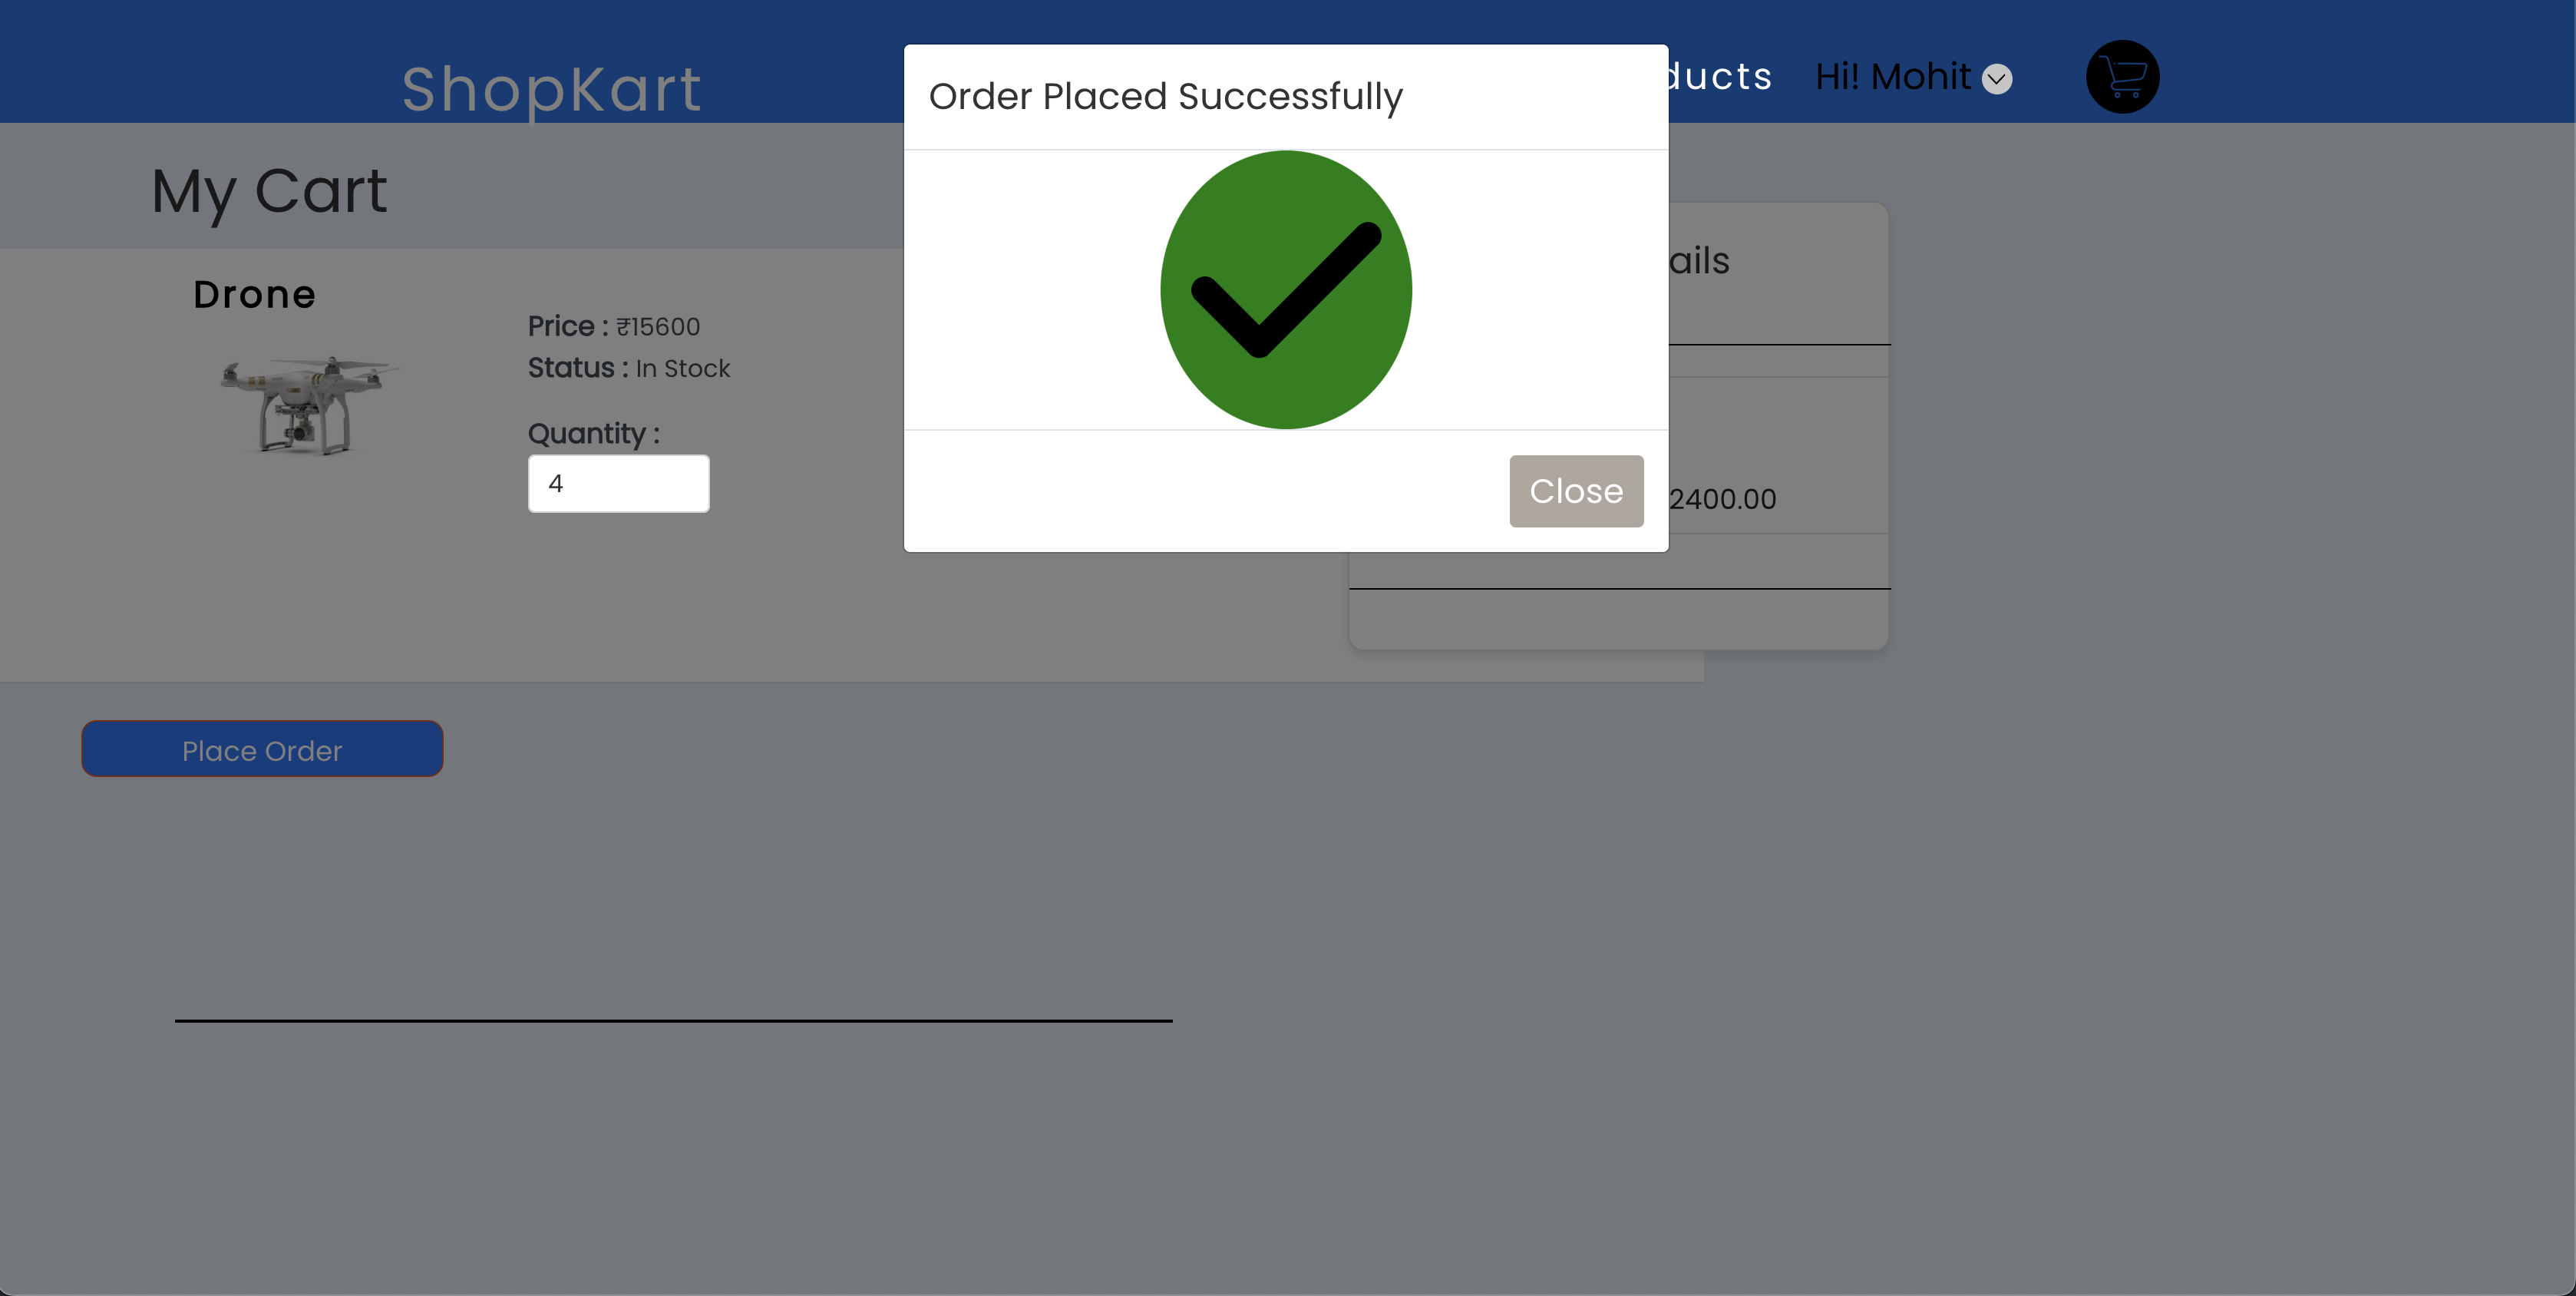 ShopKart
ducts
Hi! Mohit
Order Placed Successfully
My Cart
ails
Drone
Price : ₹15600
Status : In Stock
Quantity :
4
2400.00
Close
Place Order